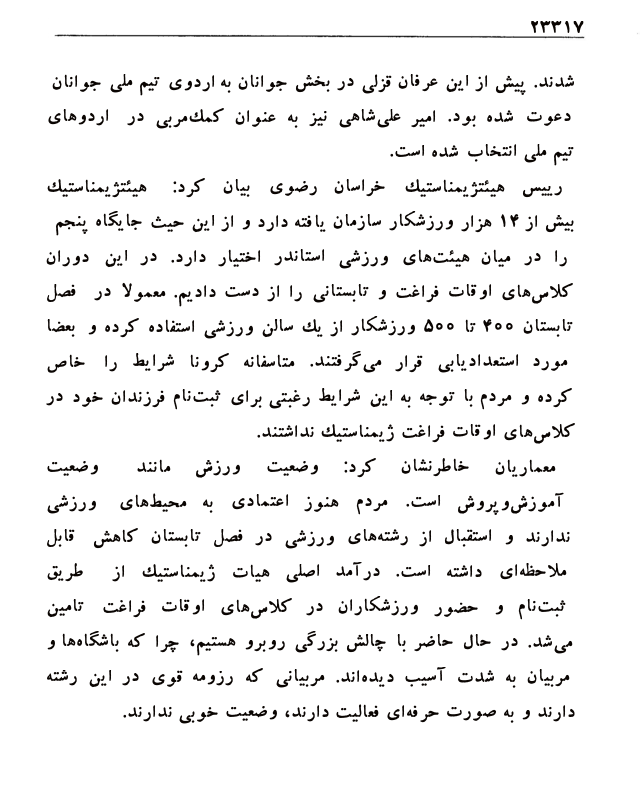 ۲۳۳۱۷
شدند. پیش از این عرفان قزلی در بخش جوانان به اردوی تیم ملی جوانان
دعوت شده بود. امیر علی‌شاهی نیز به عنوان کمک‌مربی در اردوهای
تیم ملی انتخاب شده است.
رییس هیئتژیمناستیك خراسان رضوی بیان کرد: هیئتژیمناستیك
بیش از ۱۴ هزار ورزشکار سازمان یافته دارد و از این حیث جایگاه پنجم
را در میان هیئت‌های ورزشی استاندر اختیار دارد. در این دوران
کلاس‌های اوقات فراغت و تابستانی را از دست دادیم. معمولا در فصل
تابستان ۴۰۰ تا ۵۰۰ ورزشکار از یك سالن ورزشی استفاده کرده و بعضا
مورد استعدادیابی قرار می‌گرفتند. متاسفانه کرونا شرایط را خاص
کرده و مردم با توجه به این شرایط رغبتی برای ثبت‌نام فرزندان خود در
کلاس‌های اوقات فراغت ژیمناستیك نداشتند.
معماریان خاطرنشان کرد: وضعیت ورزش مانند وضعیت
آموزش‌وپروش است. مردم هنوز اعتمادی به محیط‌های ورزشی
ندارند و استقبال از رشته‌های ورزشی در فصل تابستان کاهش قابل
ملاحظه‌ای داشته است. درآمد اصلی هیات ژیمناستیك از طریق
ثبت‌نام و حضور ورزشکاران در کلاس‌های اوقات فراغت تامین
می‌شد. در حال حاضر با چالش بزرگی روبرو هستیم، چرا که باشگاه‌ها و
مربیان به شدت آسیب دیده‌اند. مربیانی که رزومه قوی در این رشته
دارند و به صورت حرفه‌ای فعالیت دارند، وضعیت خوبی ندارند.